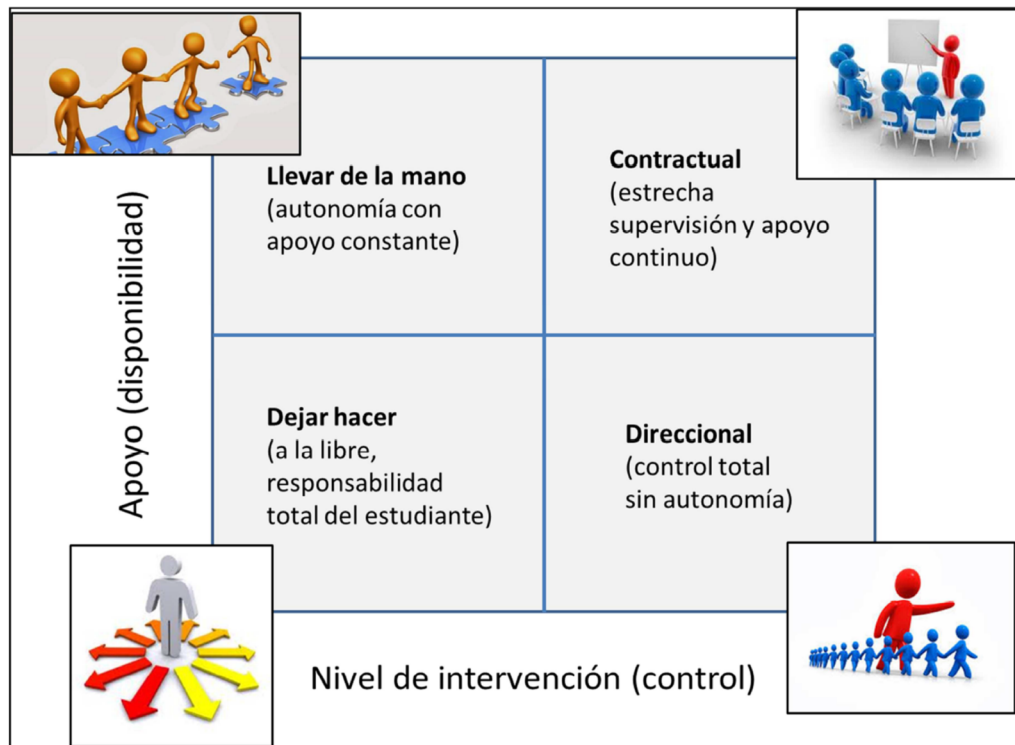 Llevar de la mano
(autonomía con
apoyo constante)
Contractual
(estrecha
supervisión y apoyo
continuo)
Apoyo (disponibilidad)
Dejar hacer
(a la libre,
responsabilidad
total del estudiante)
Direccional
(control total
sin autonomía)
Nivel de intervención (control)